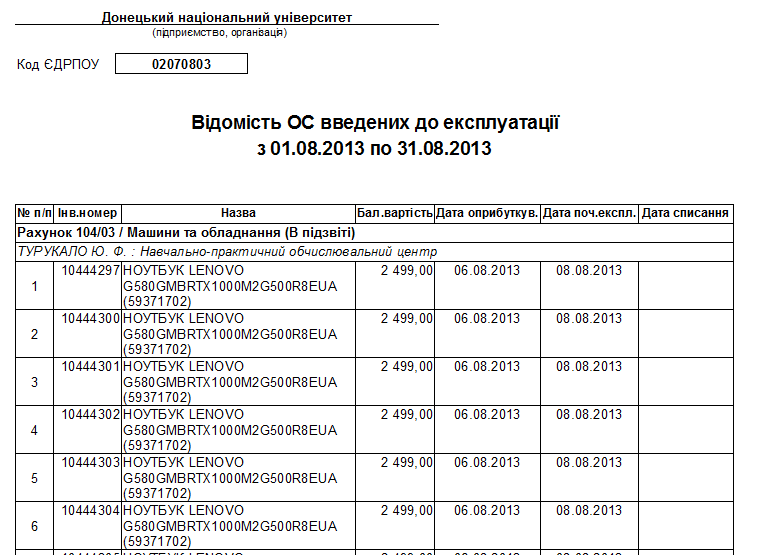 Донецький національний університет
(підприємство, організація)
Код ЄДРПОУ 02070803
Відомість ОС введених до експлуатації
з 01.08.2013 по 31.08.2013
№ п/п Інв.номер Назва Бал.вартість Дата оприбуткув. Дата поч.експл. Дата списання
Рахунок 104/03 / Машини та обладнання (В підзвіті)
ТУРУКАЛО Ю. Ф. : Навчально-практичний обчислювальний центр
1 10444297 НОУТБУК LENOVO 2 499,00 06.08.2013 08.08.2013
G580GMBRTX1000M2G500R8EUA
(59371702)
2 10444300 НОУТБУК LENOVO 2 499,00 06.08.2013 08.08.2013
G580GMBRTX1000M2G500R8EUA
(59371702)
3 10444301 НОУТБУК LENOVO 2 499,00 06.08.2013 08.08.2013
G580GMBRTX1000M2G500R8EUA
(59371702)
4 10444302 НОУТБУК LENOVO 2 499,00 06.08.2013 08.08.2013
G580GMBRTX1000M2G500R8EUA
(59371702)
5 10444303 НОУТБУК LENOVO 2 499,00 06.08.2013 08.08.2013
G580GMBRTX1000M2G500R8EUA
(59371702)
6 10444304 НОУТБУК LENOVO 2 499,00 06.08.2013 08.08.2013
G580GMBRTX1000M2G500R8EUA
(59371702)